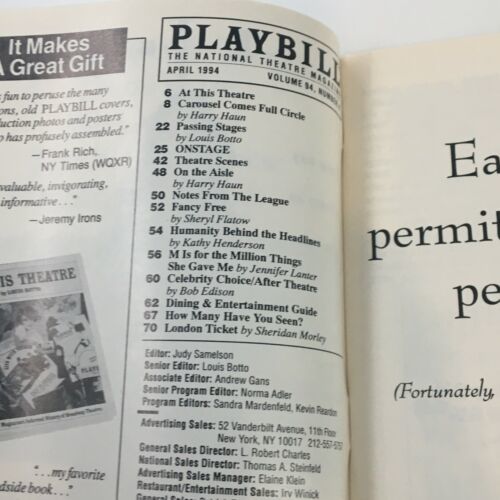 It Makes
A Great Gift
s fun to peruse the many
ons, old PLAYBILL covers,
duction photos and posters
o has profusely assembled."
—Frank Rich,
NY Times (WQXR)
valuable, invigorating,
informative . . ."
—Jeremy Irons
IS THEATRE
". . .my favorite
dside book . . ."
PLAYBILL
THE NATIONAL THEATRE MAGAZINE
APRIL 1994
VOLUME 94, NUMBER
6 At This Theatre
8 Carousel Comes Full Circle
by Harry Haun
22 Passing Stages
by Louis Botto
25 ONSTAGE
42 Theatre Scenes
48 On the Aisle
by Harry Haun
50 Notes From The League
52 Fancy Free
by Sheryl Flatow
54 Humanity Behind the Headlines
by Kathy Henderson
56 M Is for the Million Things
She Gave Me by Jennifer Lanter
60 Celebrity Choice/After Theatre
by Bob Edison
62 Dining & Entertainment Guide
67 How Many Have You Seen?
70 London Ticket by Sheridan Morley
Editor: Judy Samelson
Senior Editor: Louis Botto
Associate Editor: Andrew Gans
Senior Program Editor: Norma Adler
Program Editors: Sandra Mardenfeld, Kevin Reardon
Advertising Sales: 52 Vanderbilt Avenue, 11th Floor
New York, NY 10017 212-557-5757
General Sales Director: L. Robert Charles
National Sales Director: Thomas A. Steinfeld
Advertising Sales Manager: Elaine Klein
Restaurant/Entertainment Sales: Irv Winick
Ea
permit
pe
(Fortunately,